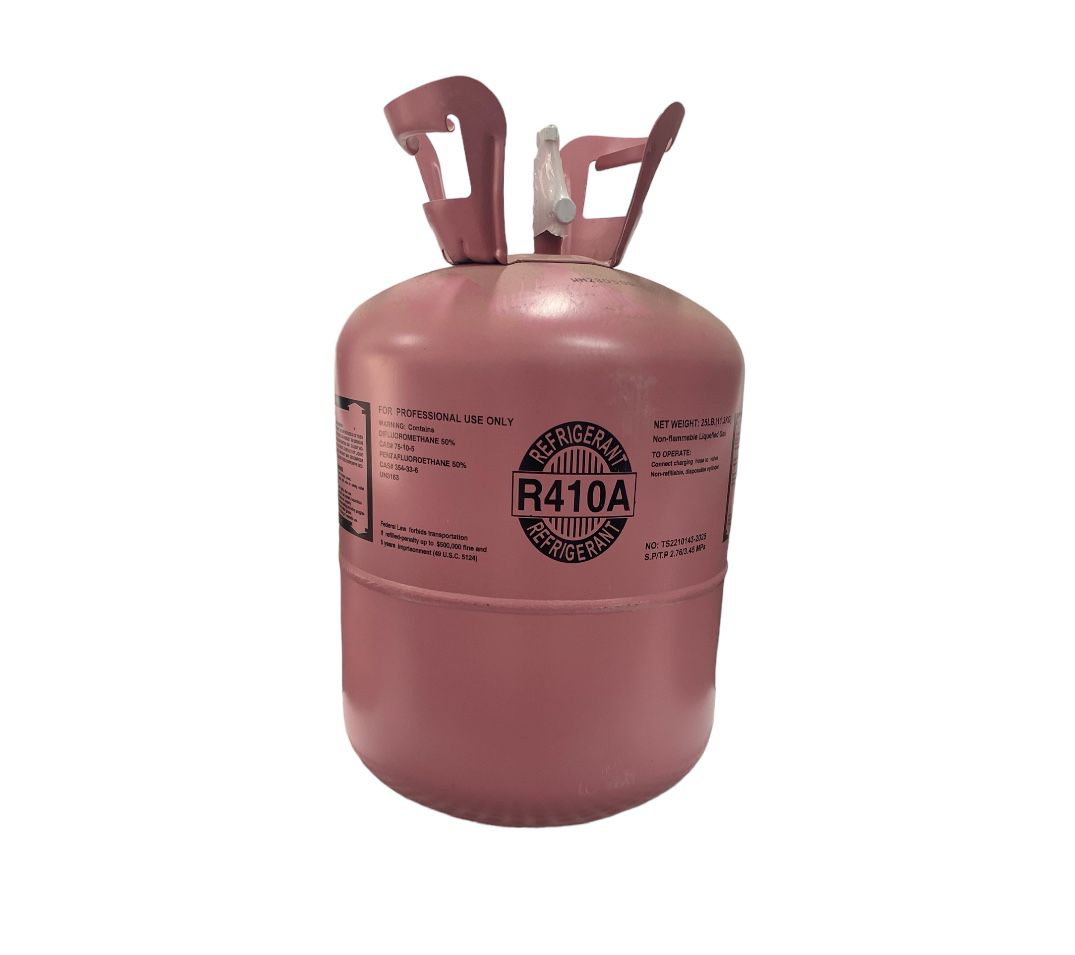 FOR PROFESSIONAL USE ONLY
WARNING: Contains
DIFLUOROMETHANE 50%
CAS# 75-10-5
PENTAFLUOROETHANE 50%
CAS# 354-33-6
UN3163
Federal Law forbids transportation
if refilled-penalty up to $500,000 fine and
5 years imprisonment (49 U.S.C. 5124)
REFRIGERANT
R410A
REFRIGERANT
NET WEIGHT: 25LB.
Non-flammable Liquefied Gas
TO OPERATE:
Connect charging hose to valve
Non-refillable, disposable cylinder
NO: TS2210143-2025
S.P/T.P 2.76/3.45 MPa